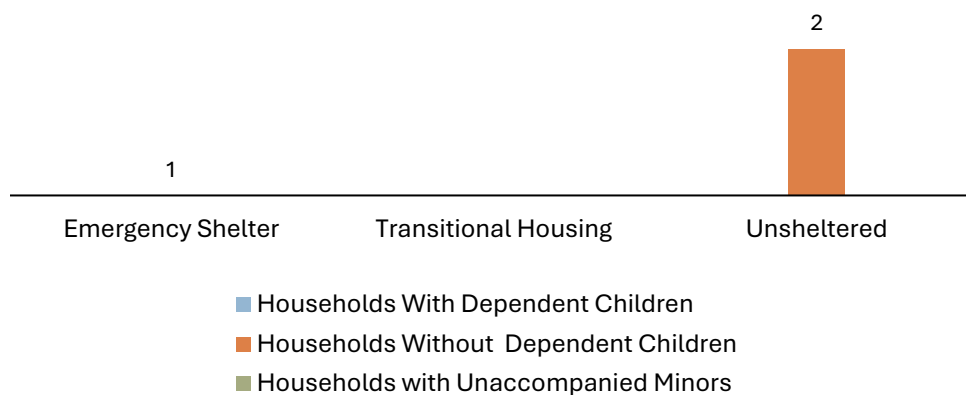 2
1
Emergency Shelter Transitional Housing Unsheltered
Households With Dependent Children
Households Without  Dependent Children
Households with Unaccompanied Minors